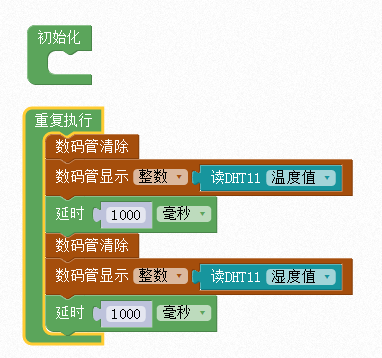 初始化
重复执行
数码管清除
数码管显示 整数 读DHT11 温度值
延时 1000 毫秒
数码管清除
数码管显示 整数 读DHT11 湿度值
延时 1000 毫秒